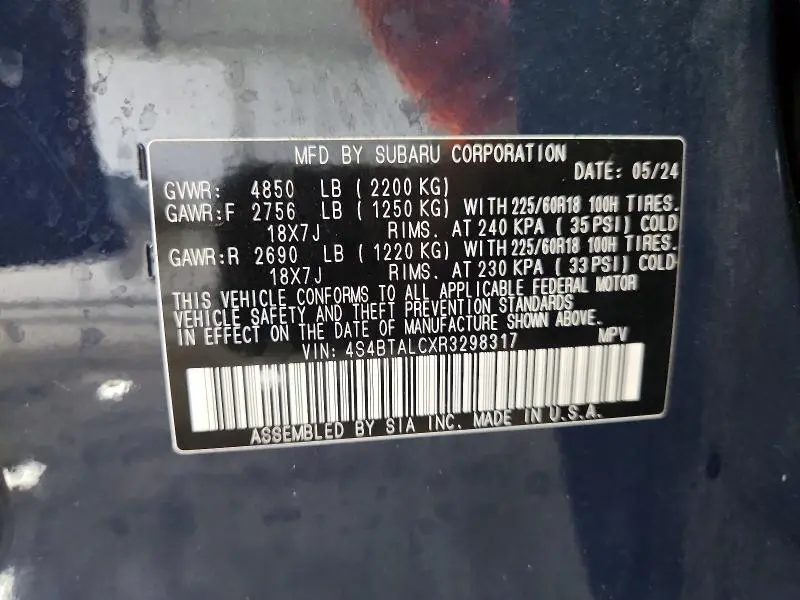 MFD BY SUBARU CORPORATION
DATE: 05/24
GVWR: 4850 LB (2200 KG)
GAWR:F 2756 LB (1250 KG) WITH 225/60R18 100H TIRES.
18X7J RIMS. AT 240 KPA (35 PSI) COLD
GAWR:R 2690 LB (1220 KG) WITH 225/60R18 100H TIRES.
18X7J RIMS. AT 230 KPA (33 PSI) COLD
THIS VEHICLE CONFORMS TO ALL APPLICABLE FEDERAL MOTOR
VEHICLE SAFETY AND THEFT PREVENTION STANDARDS
IN EFFECT ON THE DATE OF MANUFACTURE SHOWN ABOVE.
VIN: 4S4BTALCXR3298317 MPV
ASSEMBLED BY SIA INC. MADE IN U.S.A.